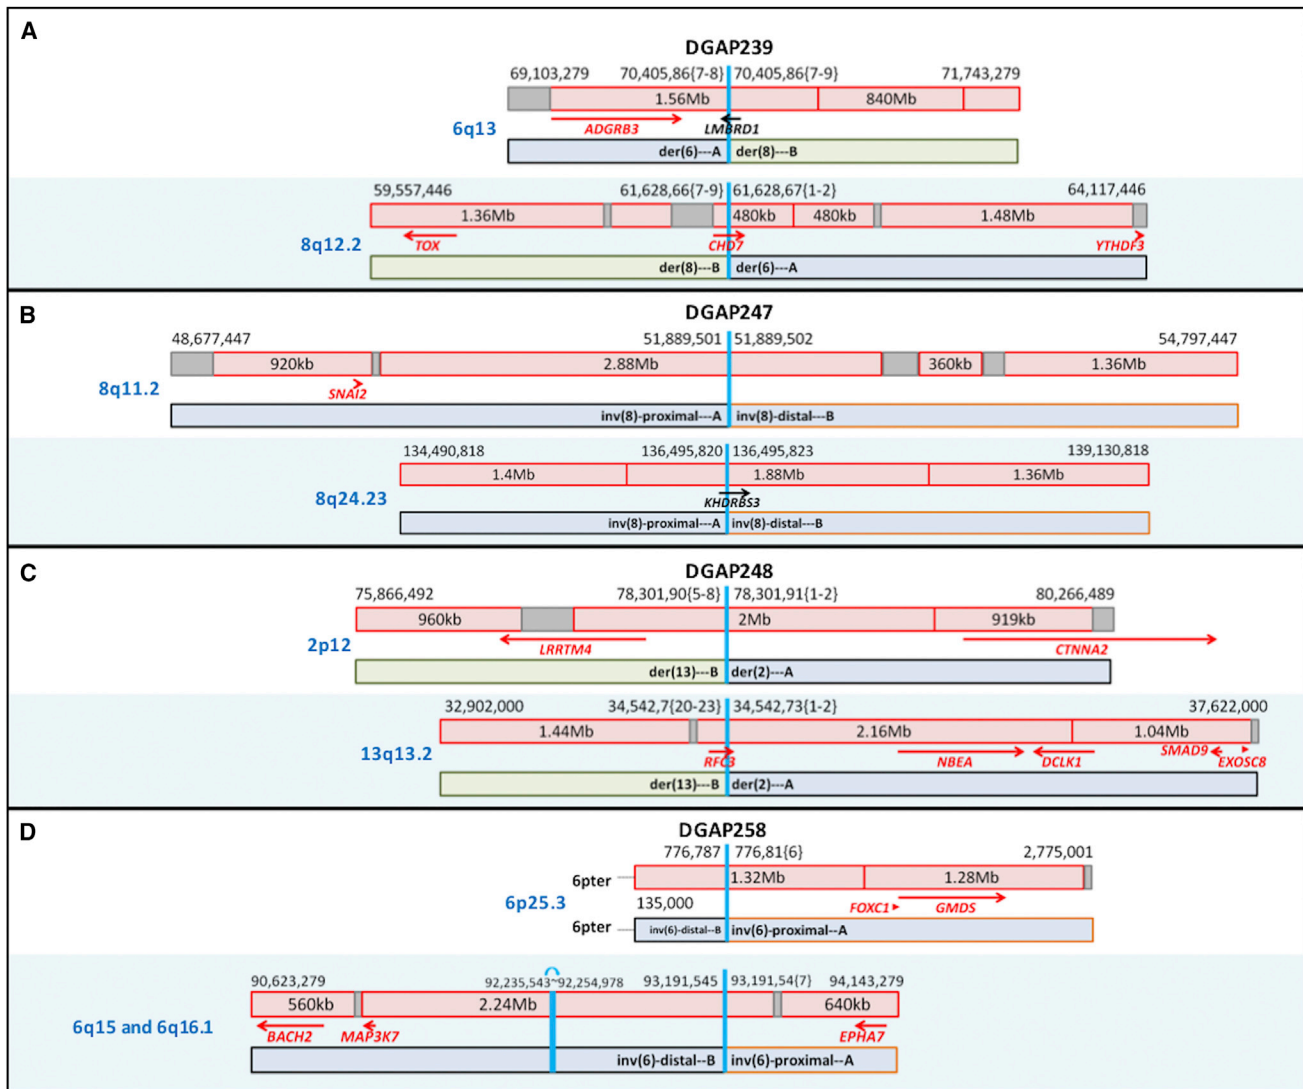 A
DGAP239
69,103,279 70,405,86{7-8} 70,405,86{7-9} 71,743,279
1.56Mb 840Mb
ADGRB3 LMBRD1
6q13
der(6)---A der(8)---B
59,557,446 61,628,66{7-9} 61,628,67{1-2} 64,117,446
1.36Mb 480kb 480kb 1.48Mb
TOX CHD7 YTHDF3
8q12.2
der(8)---B der(6)---A
B
DGAP247
48,677,447 51,889,501 51,889,502 54,797,447
920kb 2.88Mb 360kb 1.36Mb
8q11.2
SNAI2
inv(8)-proximal---A inv(8)-distal---B
134,490,818 136,495,820 136,495,823 139,130,818
1.4Mb 1.88Mb 1.36Mb
8q24.23
KHDRBS3
inv(8)-proximal---A inv(8)-distal---B
C
DGAP248
75,866,492 78,301,90{5-8} 78,301,91{1-2} 80,266,489
960kb 2Mb 919kb
2p12
LRRTM4 CTNNA2
der(13)---B der(2)---A
32,902,000 34,542,7{20-23} 34,542,73{1-2} 37,622,000
1.44Mb 2.16Mb 1.04Mb
13q13.2
RFC3 NBEA DCLK1 SMAD9 EXOSC8
der(13)---B der(2)---A
D
DGAP258
776,787 776,81{6} 2,775,001
6pter 1.32Mb 1.28Mb
6p25.3
135,000 FOXC1 GMDS
6pter inv(6)-distal--B inv(6)-proximal--A
90,623,279 92,235,543~92,254,978 93,191,545 93,191,54{7} 94,143,279
560kb 2.24Mb 640kb
6q15 and 6q16.1
BACH2 MAP3K7 EPHA7
inv(6)-distal--B inv(6)-proximal--A